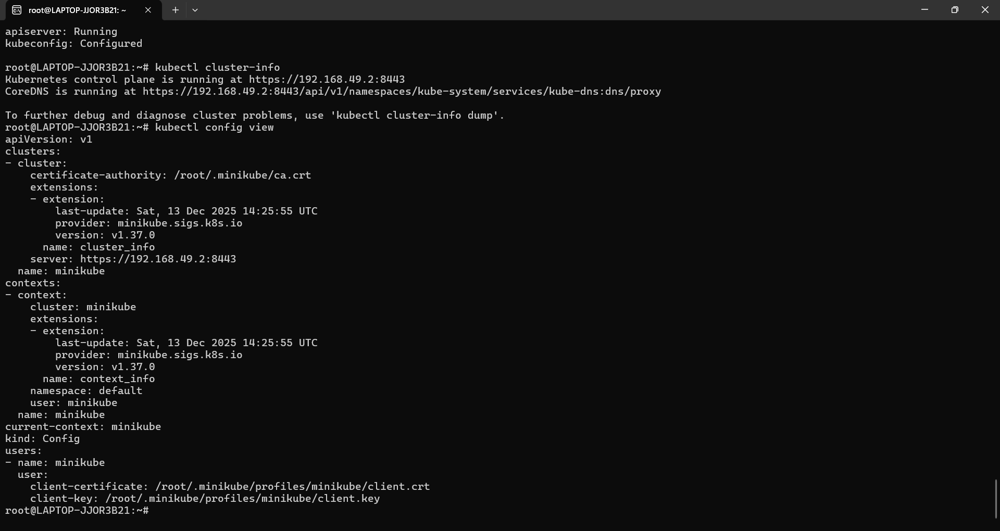 root@LAPTOP-JJOR3B21: ~
apiserver: Running
kubeconfig: Configured

root@LAPTOP-JJOR3B21:~# kubectl cluster-info
Kubernetes control plane is running at https://192.168.49.2:8443
CoreDNS is running at https://192.168.49.2:8443/api/v1/namespaces/kube-system/services/kube-dns:dns/proxy

To further debug and diagnose cluster problems, use 'kubectl cluster-info dump'.
root@LAPTOP-JJOR3B21:~# kubectl config view
apiVersion: v1
clusters:
- cluster:
    certificate-authority: /root/.minikube/ca.crt
    extensions:
    - extension:
        last-update: Sat, 13 Dec 2025 14:25:55 UTC
        provider: minikube.sigs.k8s.io
        version: v1.37.0
      name: cluster_info
    server: https://192.168.49.2:8443
  name: minikube
contexts:
- context:
    cluster: minikube
    extensions:
    - extension:
        last-update: Sat, 13 Dec 2025 14:25:55 UTC
        provider: minikube.sigs.k8s.io
        version: v1.37.0
      name: context_info
    namespace: default
    user: minikube
  name: minikube
current-context: minikube
kind: Config
users:
- name: minikube
  user:
    client-certificate: /root/.minikube/profiles/minikube/client.crt
    client-key: /root/.minikube/profiles/minikube/client.key
root@LAPTOP-JJOR3B21:~#